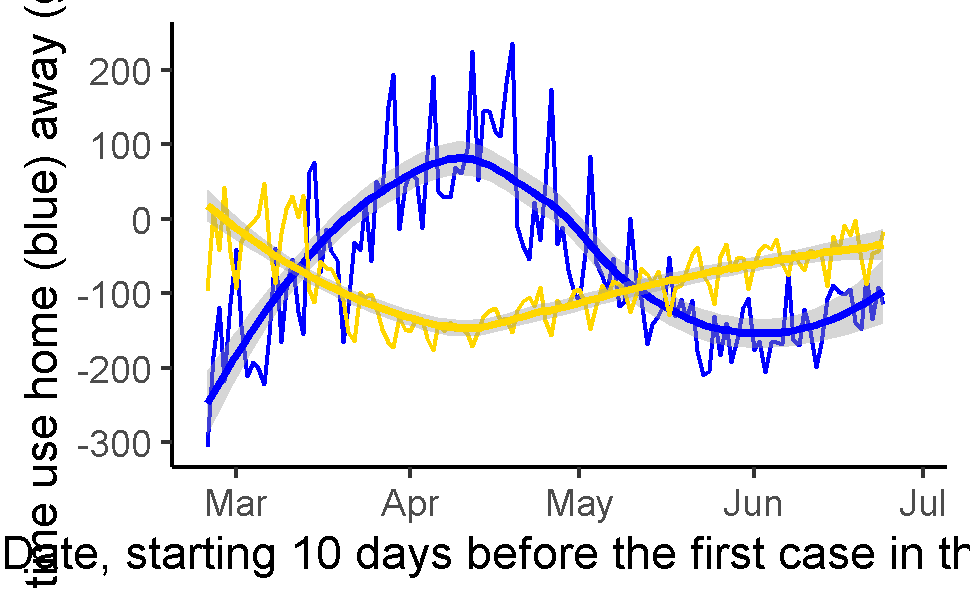 time use home (blue) away (
200
100
0
-100
-200
-300
Mar Apr May Jun Jul
Date, starting 10 days before the first case in th